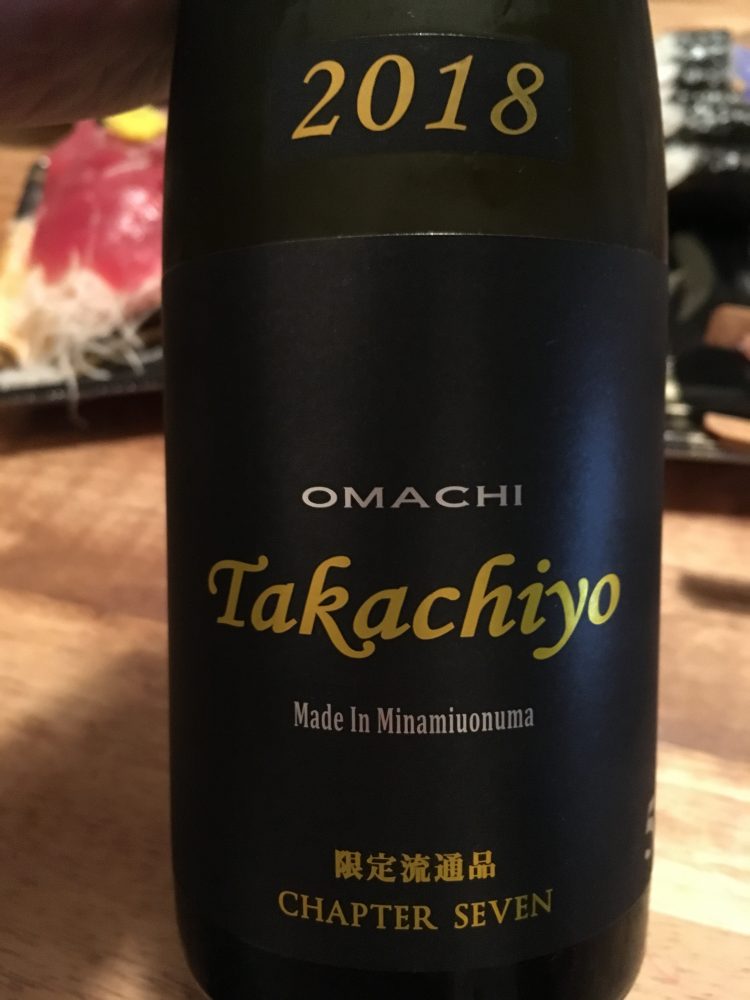 2018
OMACHI
Takachiyo
Made In Minamiuonuma
限定流通品
CHAPTER SEVEN